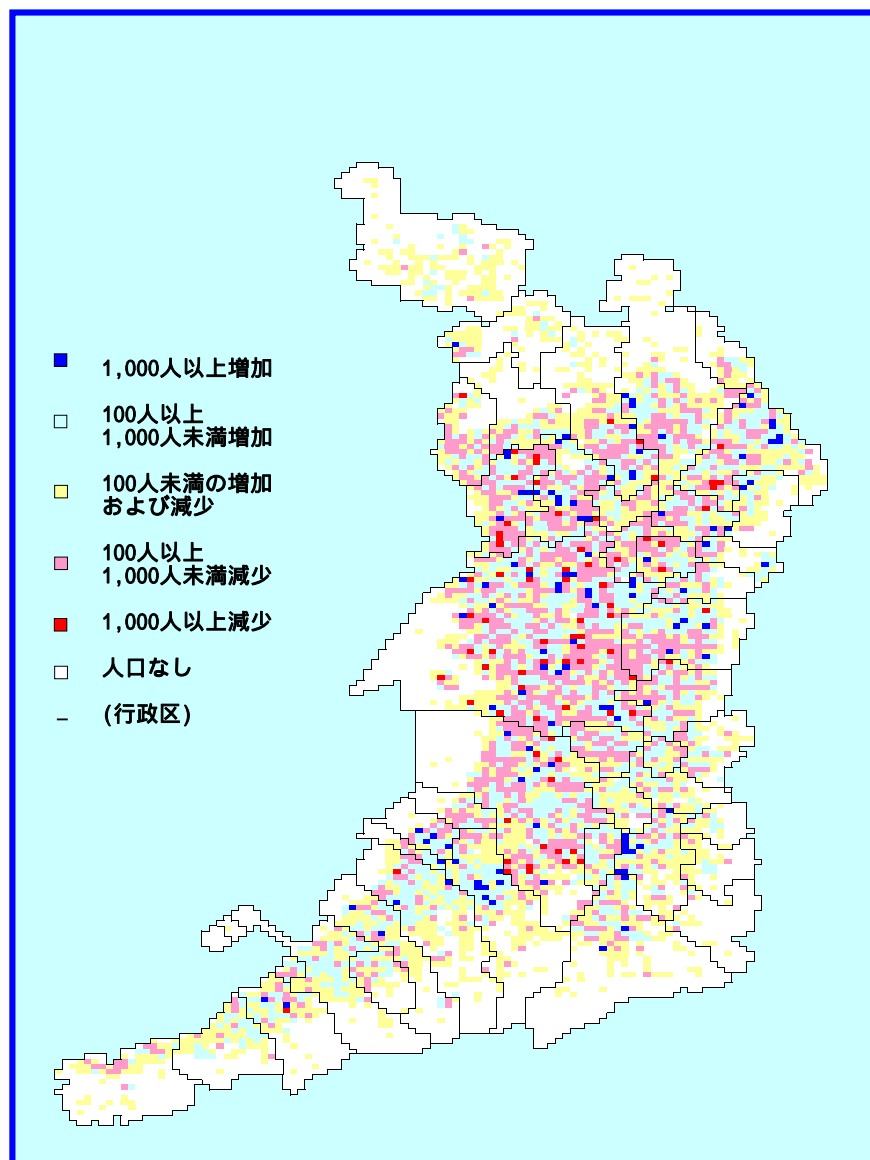 1,000人以上増加
100人以上
1,000人未満増加
100人未満の増加
および減少
100人以上
1,000人未満減少
1,000人以上減少
人口なし
(行政区)